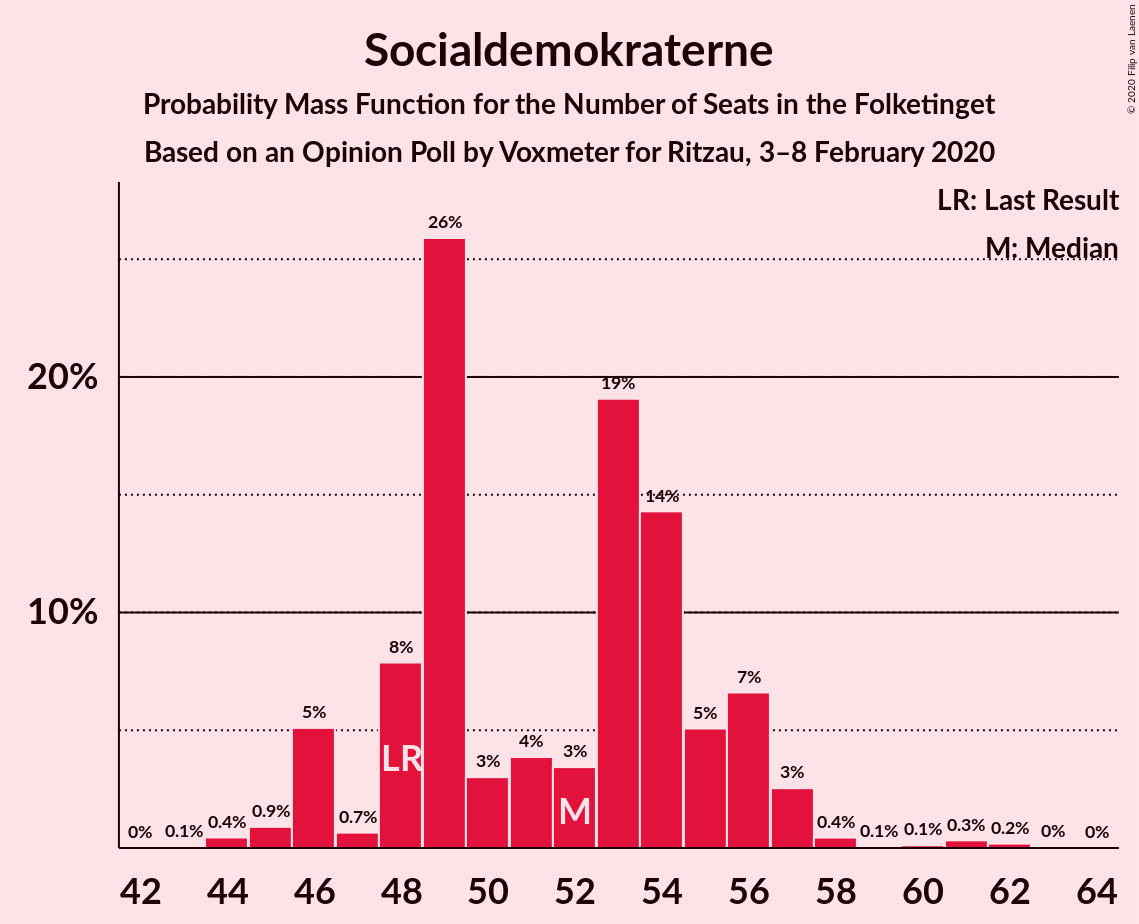 Socialdemokraterne
Probability Mass Function for the Number of Seats in the Folketinget
Based on an Opinion Poll by Voxmeter for Ritzau, 3–8 February 2020
© 2020 Filip van Laenen
LR: Last Result
M: Median
20%
10%
0%
0.1%
0.4%
0.9%
5%
0.7%
8%
26%
3%
4%
3%
19%
14%
5%
7%
3%
0.4%
0.1%
0.1%
0.3%
0.2%
0%
0%
LR
M
42 44 46 48 50 52 54 56 58 60 62 64